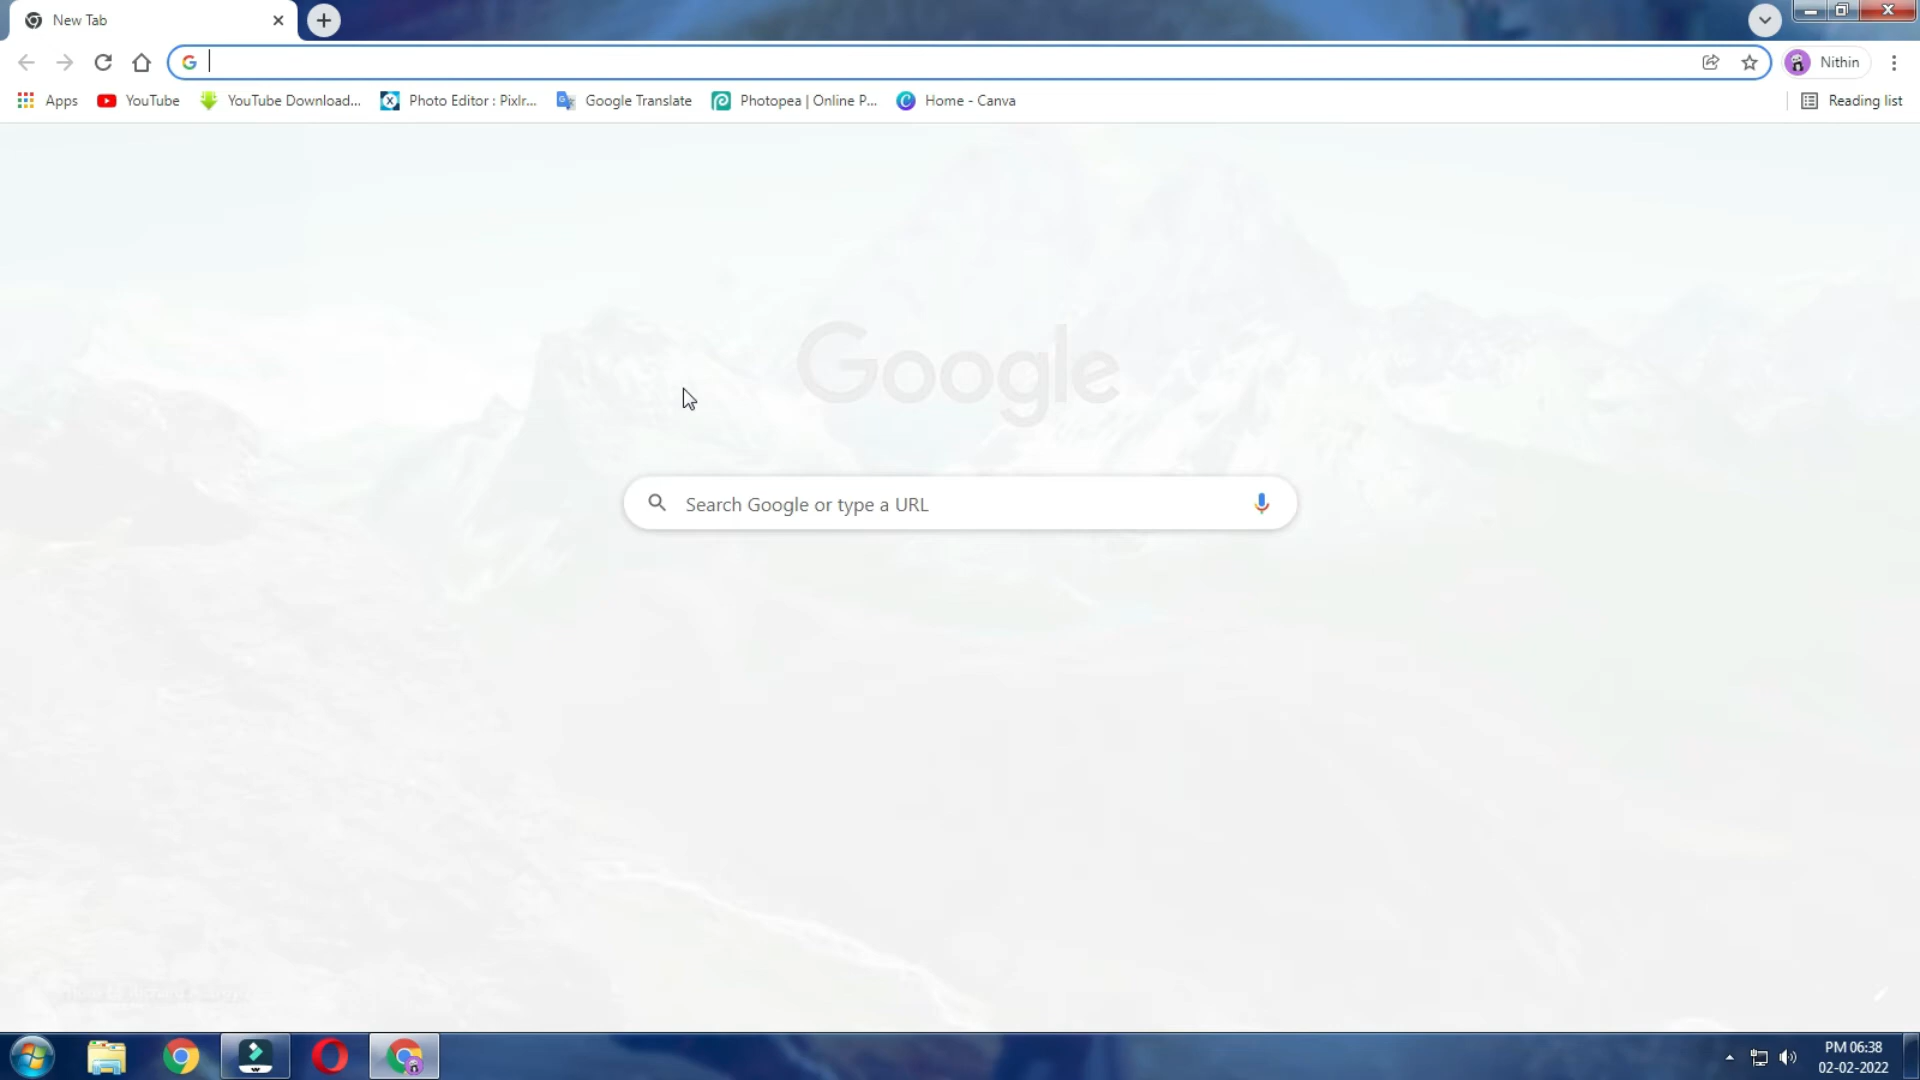 New Tab
Nithin
Apps
YouTube
YouTube Download...
Photo Editor : Pixlr...
Google Translate
Photopea | Online P...
Home - Canva
Reading list
Google
Search Google or type a URL
PM 06:38
02-02-2022